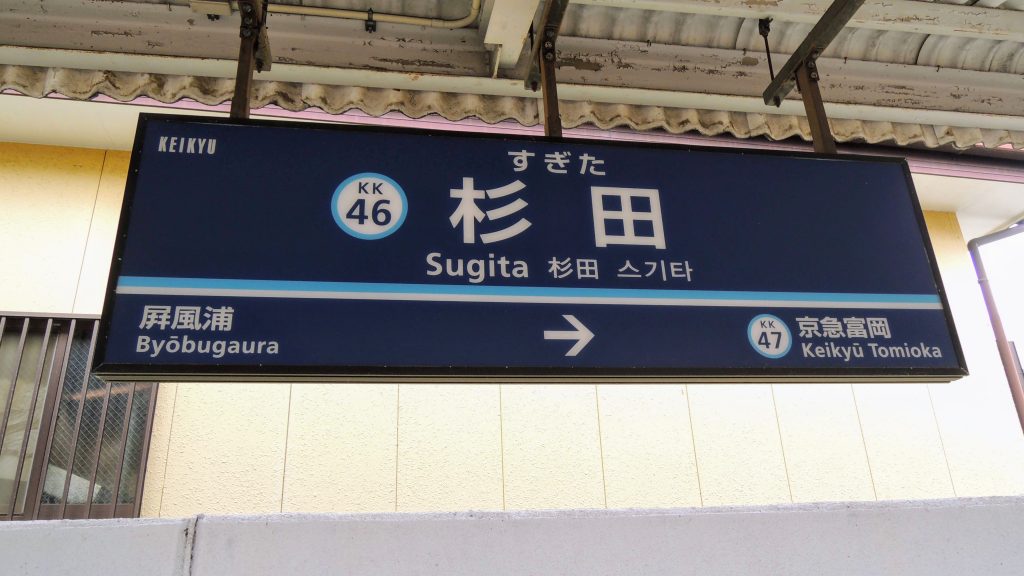 KEIKYU
すぎた
KK
46
杉田
Sugita 杉田 스기타
屛風浦
Byōbugaura
→
KK
47
京急富岡
Keikyū Tomioka